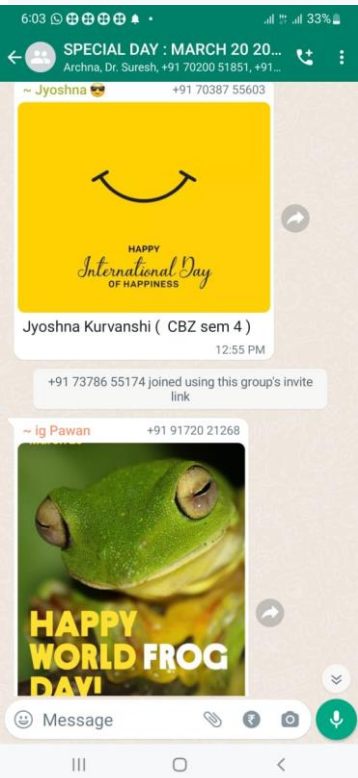 6:03
33%
SPECIAL DAY : MARCH 20 20...
Archna, Dr. Suresh, +91 70200 51851, +91...
~ Jyoshna 😎 +91 70387 55603
HAPPY
International Day
OF HAPPINESS
Jyoshna Kurvanshi ( CBZ sem 4 )
12:55 PM
+91 73786 55174 joined using this group's invite
link
~ ig Pawan +91 91720 21268
HAPPY
WORLD FROG
DAY!
Message